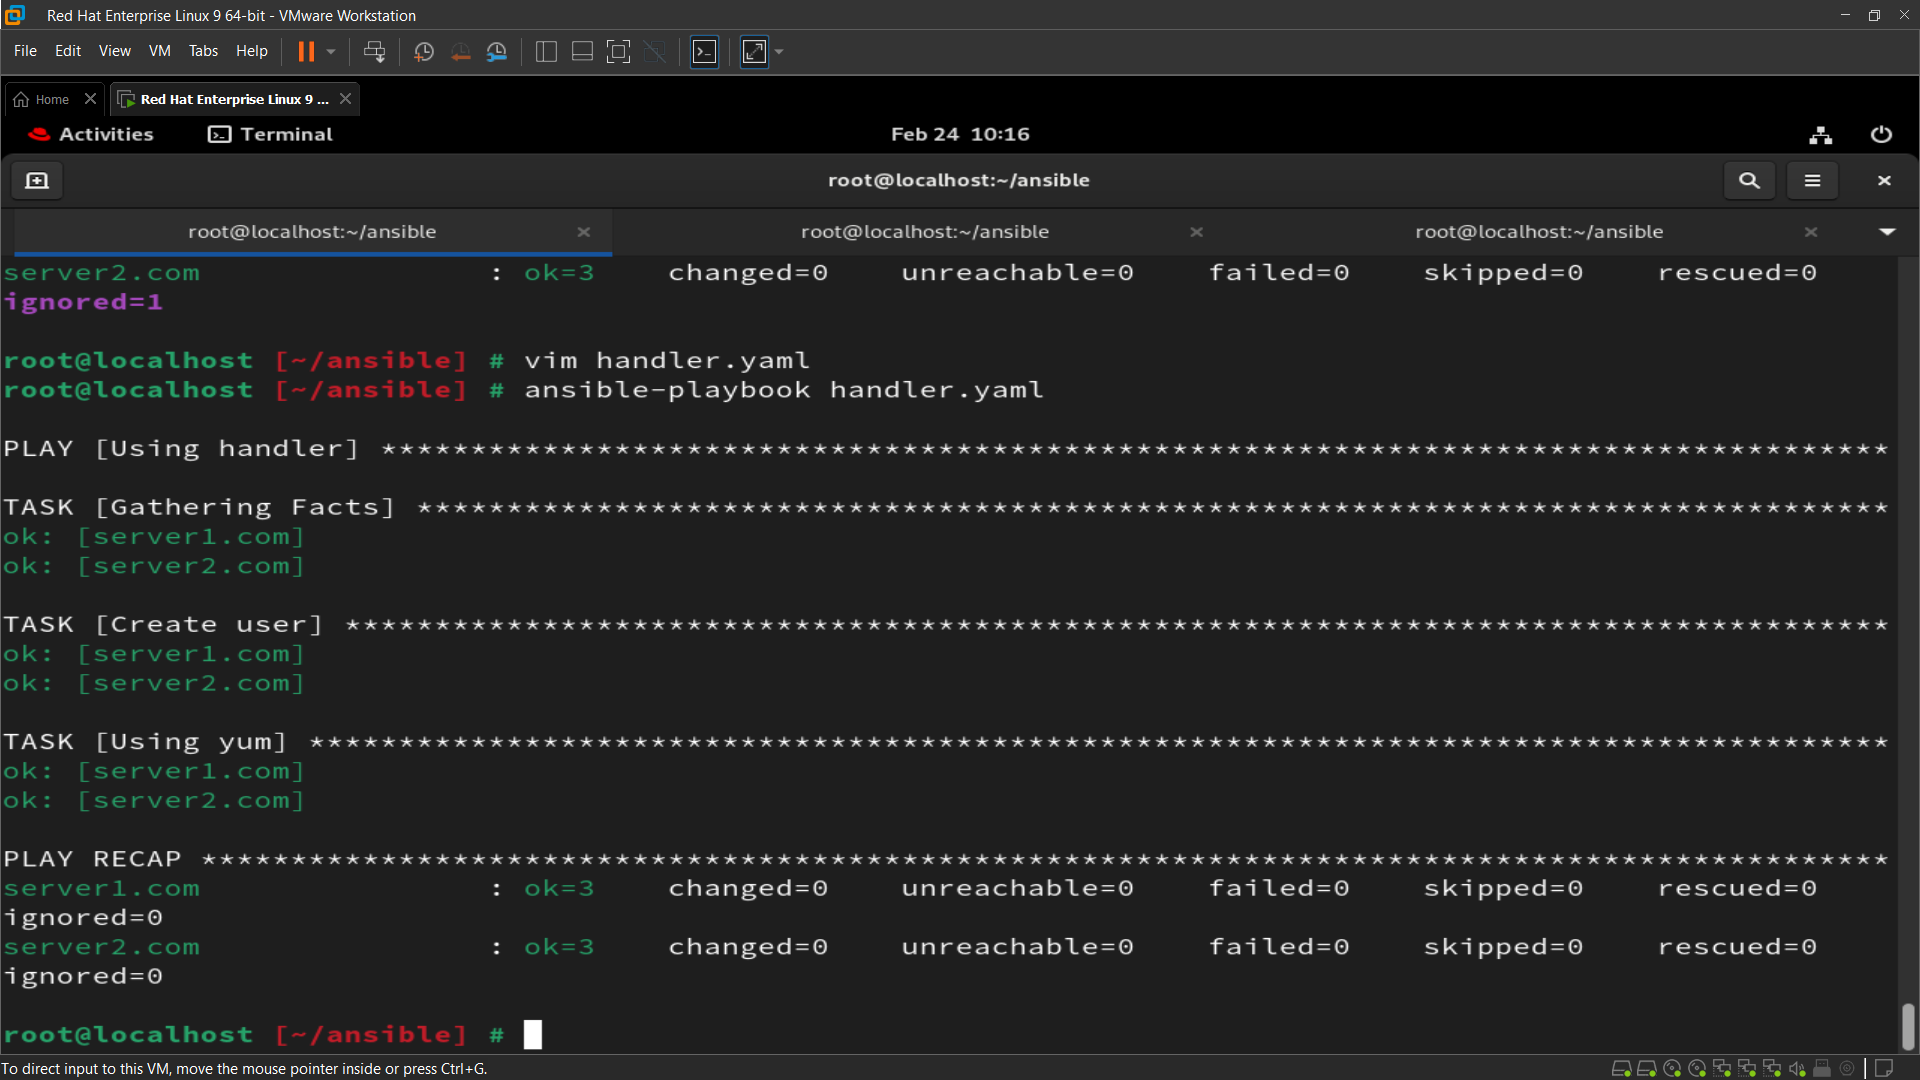 Red Hat Enterprise Linux 9 64-bit - VMware Workstation
File Edit View VM Tabs Help
Home Red Hat Enterprise Linux 9 ...
Activities Terminal Feb 24 10:16
root@localhost:~/ansible
root@localhost:~/ansible root@localhost:~/ansible root@localhost:~/ansible
server2.com : ok=3 changed=0 unreachable=0 failed=0 skipped=0 rescued=0
ignored=1
root@localhost [~/ansible] # vim handler.yaml
root@localhost [~/ansible] # ansible-playbook handler.yaml
PLAY [Using handler] ************************************************************************************
TASK [Gathering Facts] **********************************************************************************
ok: [server1.com]
ok: [server2.com]
TASK [Create user] **************************************************************************************
ok: [server1.com]
ok: [server2.com]
TASK [Using yum] ****************************************************************************************
ok: [server1.com]
ok: [server2.com]
PLAY RECAP **********************************************************************************************
server1.com : ok=3 changed=0 unreachable=0 failed=0 skipped=0 rescued=0
ignored=0
server2.com : ok=3 changed=0 unreachable=0 failed=0 skipped=0 rescued=0
ignored=0
root@localhost [~/ansible] #
To direct input to this VM, move the mouse pointer inside or press Ctrl+G.